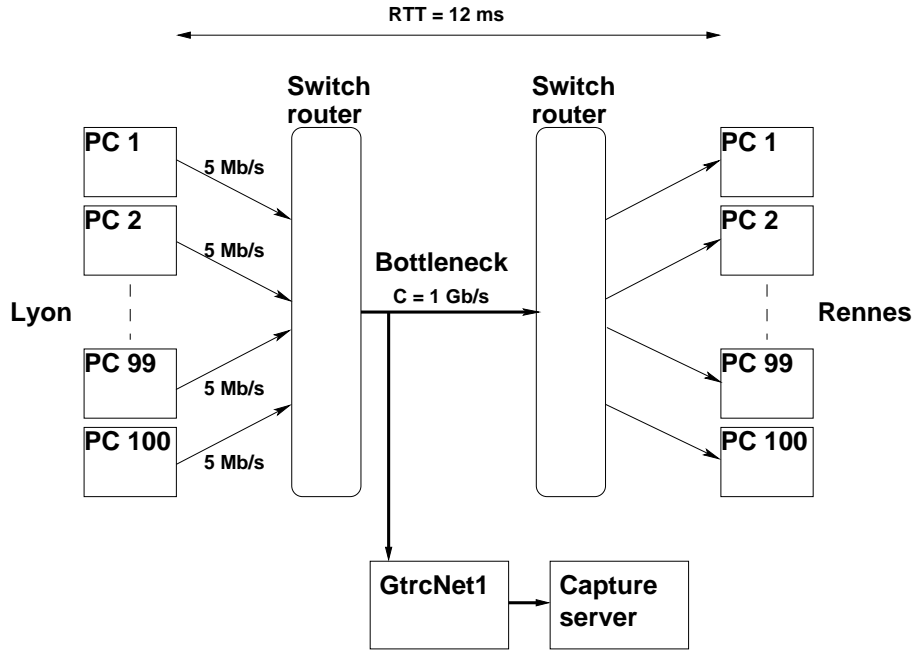 RTT = 12 ms
Switch
router
Switch
router
PC 1
5 Mb/s
PC 1
PC 2
5 Mb/s
PC 2
Bottleneck
C = 1 Gb/s
Lyon
Rennes
PC 99
5 Mb/s
PC 99
PC 100
5 Mb/s
PC 100
GtrcNet1
Capture
server